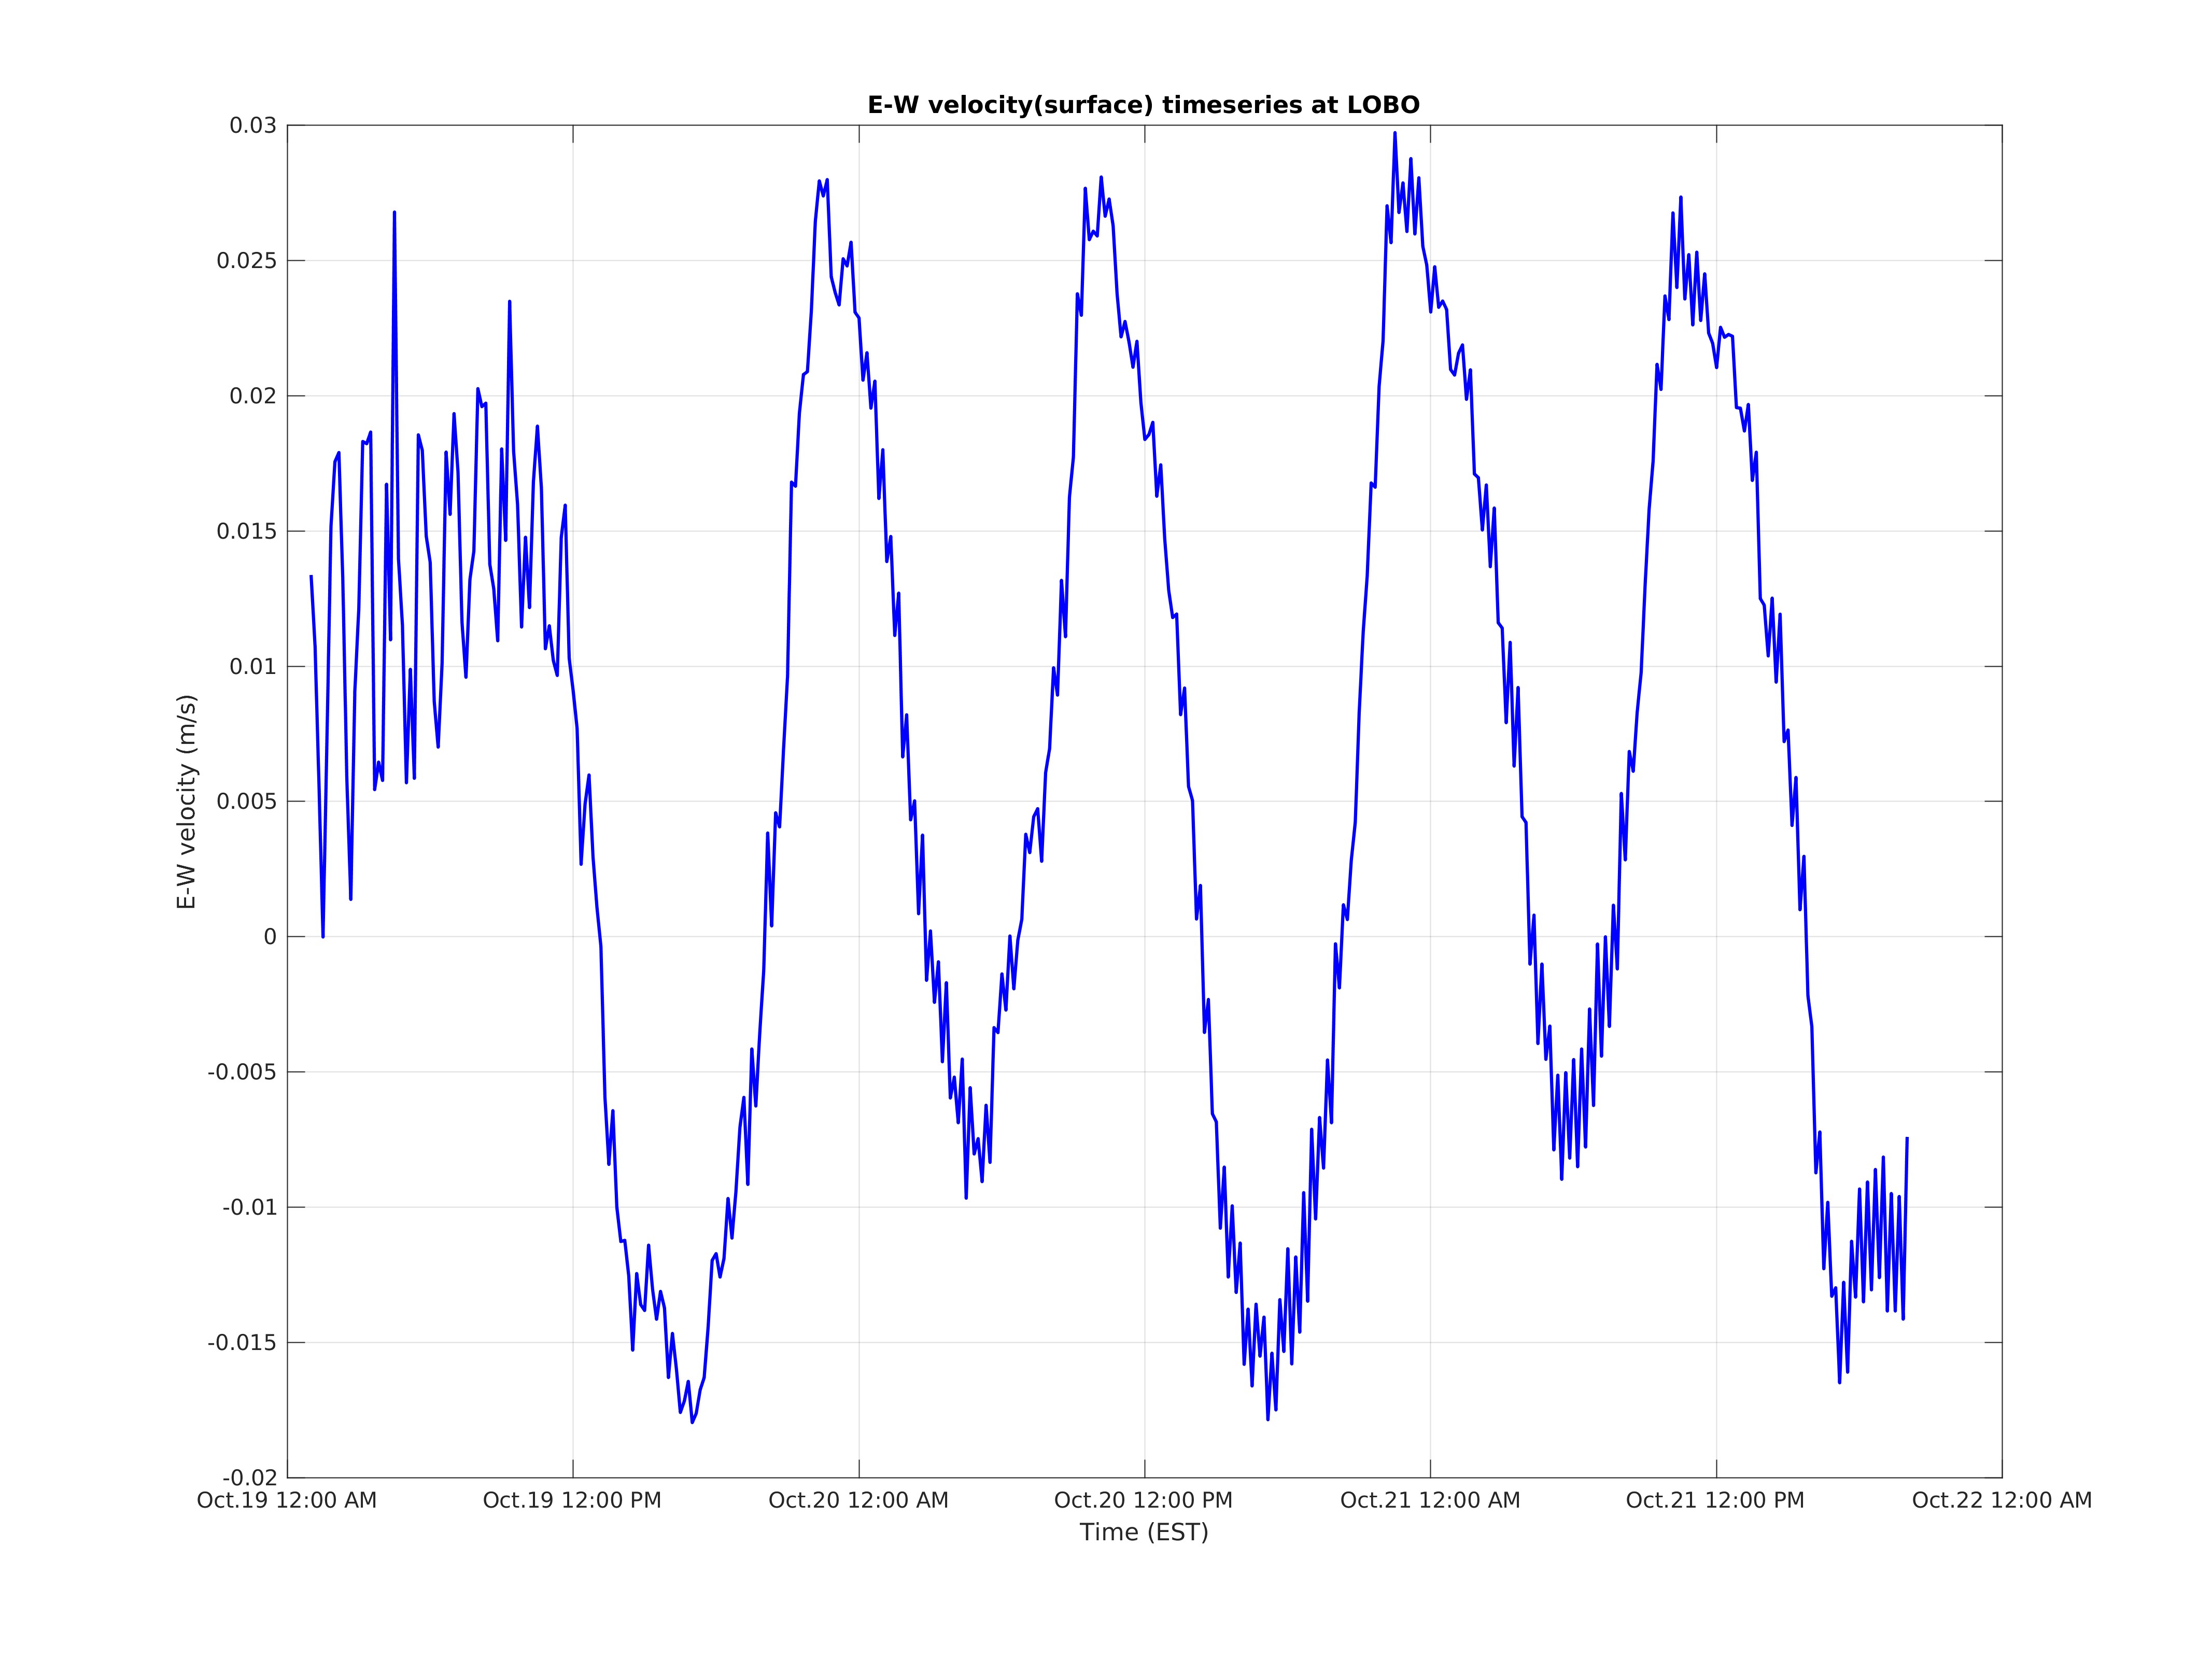 E-W velocity(surface) timeseries at LOBO
0.03
0.025
0.02
0.015
0.01
0.005
0
-0.005
-0.01
-0.015
-0.02
E-W velocity (m/s)
Oct.19 12:00 AM Oct.19 12:00 PM Oct.20 12:00 AM Oct.20 12:00 PM Oct.21 12:00 AM Oct.21 12:00 PM Oct.22 12:00 AM
Time (EST)